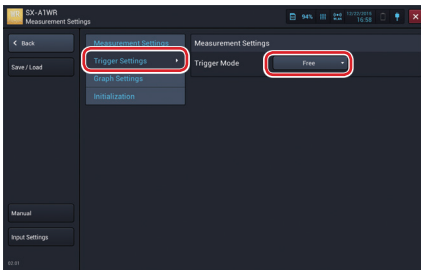 SX-A1WR
Measurement Settings
94%
16:58
Back
Save / Load
Measurement Settings
Trigger Settings
Graph Settings
Initialization
Measurement Settings
Trigger Mode
Free
Manual
Input Settings